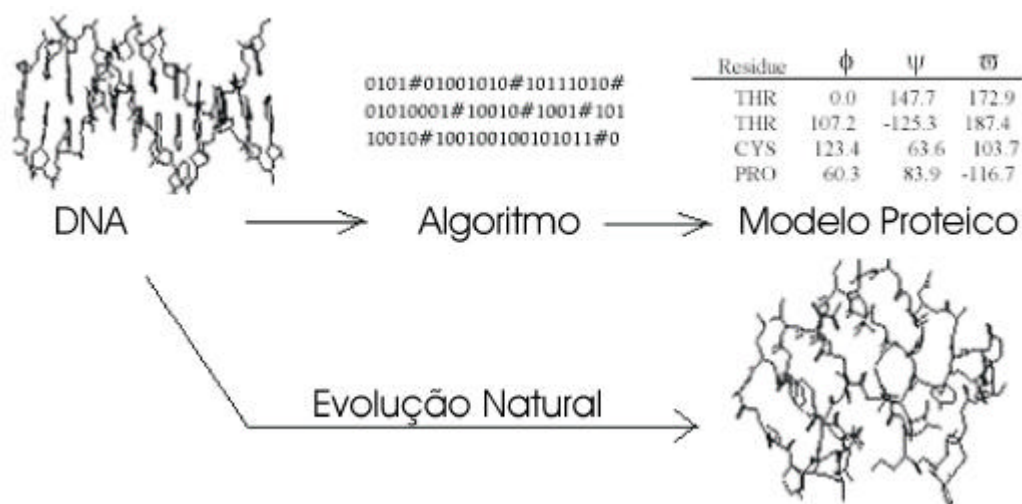 0101#01001010#10111010#
01010001#10010#1001#101
10010#100100100101011#0
Residue ϕ ψ ϖ
THR 0.0 147.7 172.9
THR 107.2 -125.3 187.4
CYS 123.4 63.6 103.7
PRO 60.3 83.9 -116.7
DNA Algoritmo Modelo Proteico
Evolução Natural